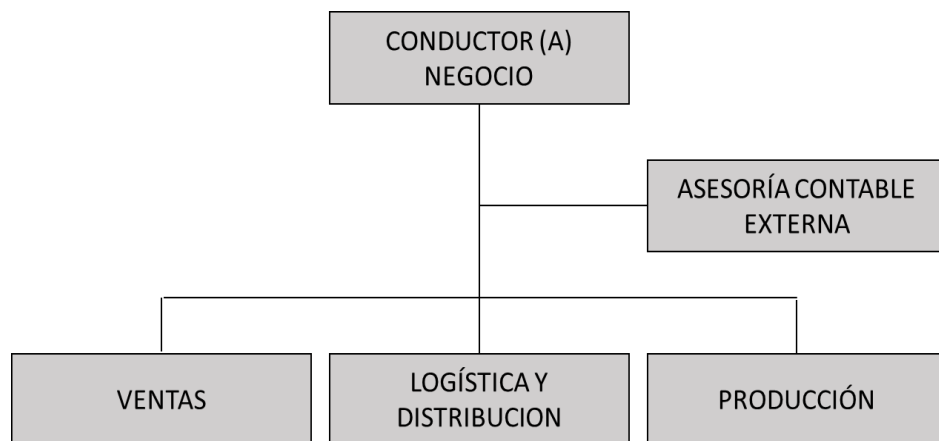 CONDUCTOR (A)
NEGOCIO
ASESORÍA CONTABLE
EXTERNA
VENTAS
LOGÍSTICA Y
DISTRIBUCION
PRODUCCIÓN